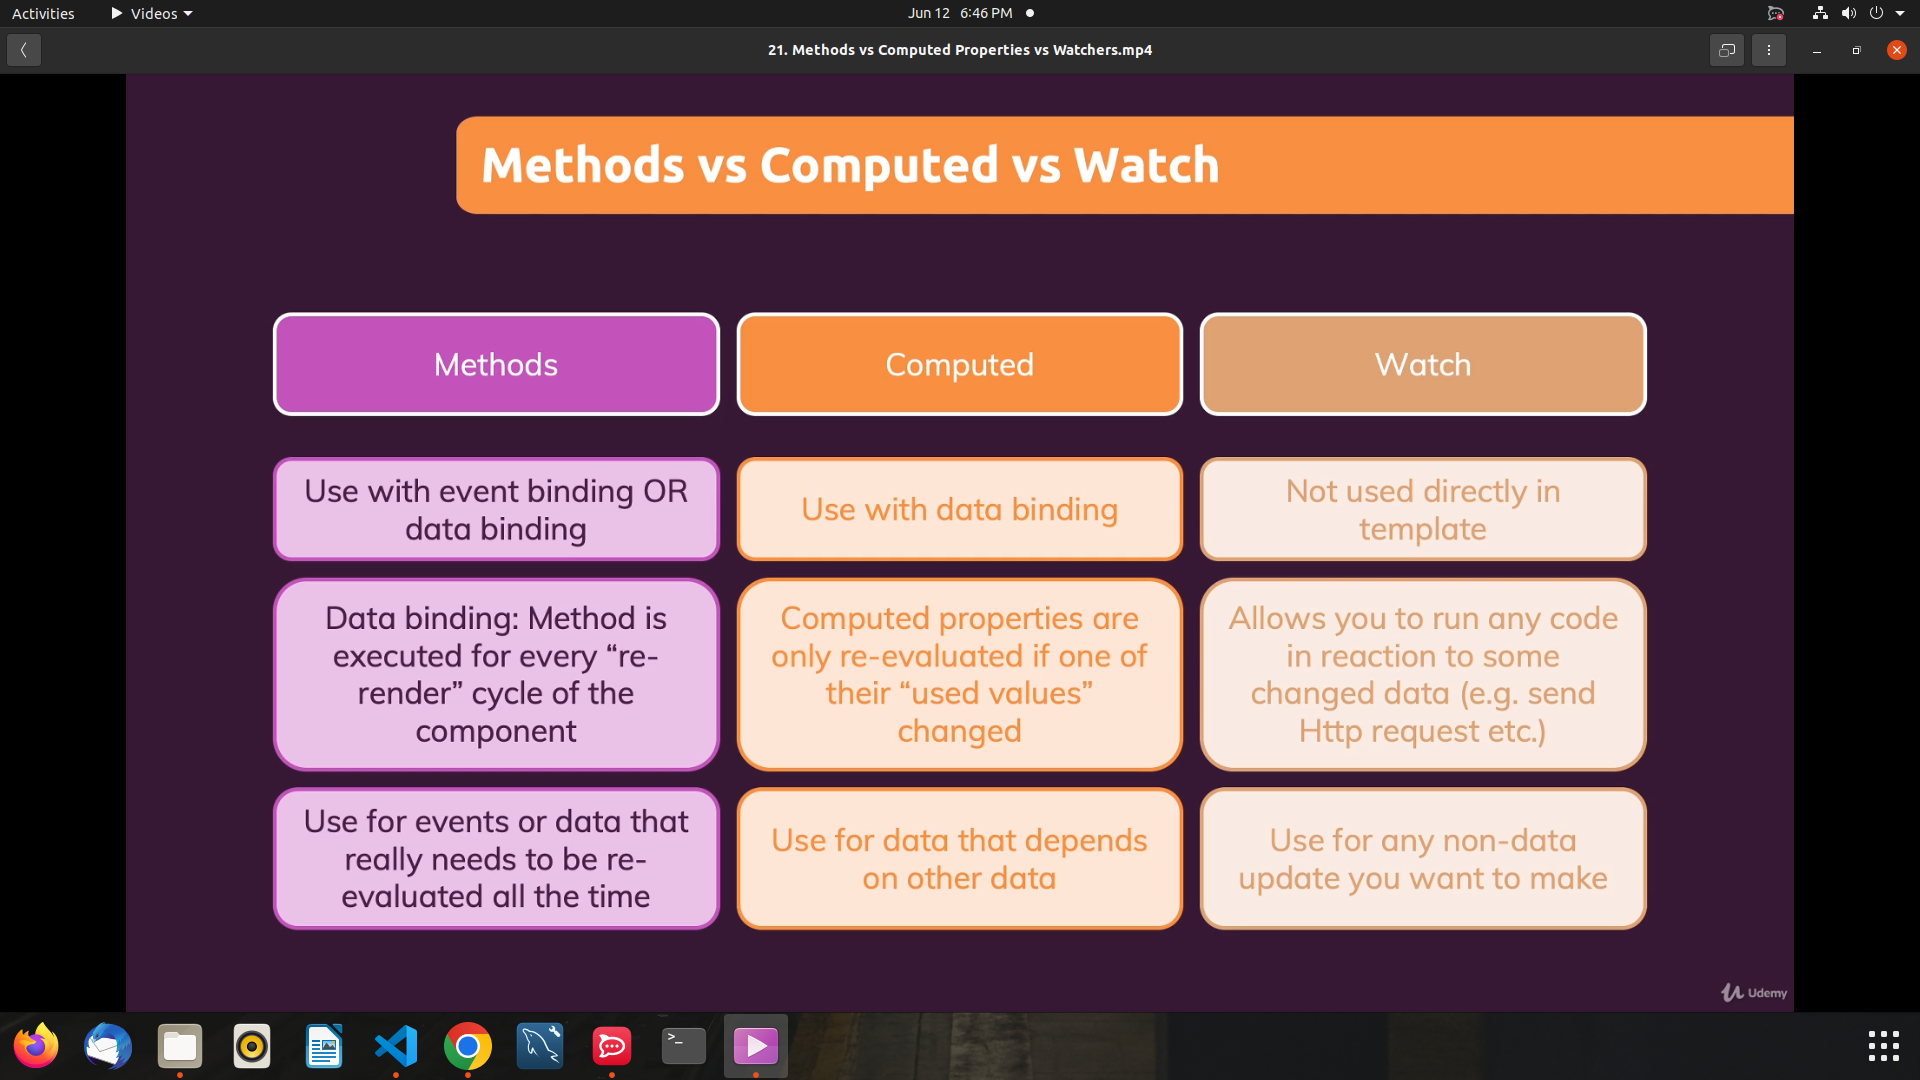 Activities
Videos
Jun 12 6:46 PM
21. Methods vs Computed Properties vs Watchers.mp4
Methods vs Computed vs Watch
Methods
Computed
Watch
Use with event binding OR
data binding
Use with data binding
Not used directly in
template
Data binding: Method is
executed for every “re-
render” cycle of the
component
Computed properties are
only re-evaluated if one of
their “used values”
changed
Allows you to run any code
in reaction to some
changed data (e.g. send
Http request etc.)
Use for events or data that
really needs to be re-
evaluated all the time
Use for data that depends
on other data
Use for any non-data
update you want to make
Udemy